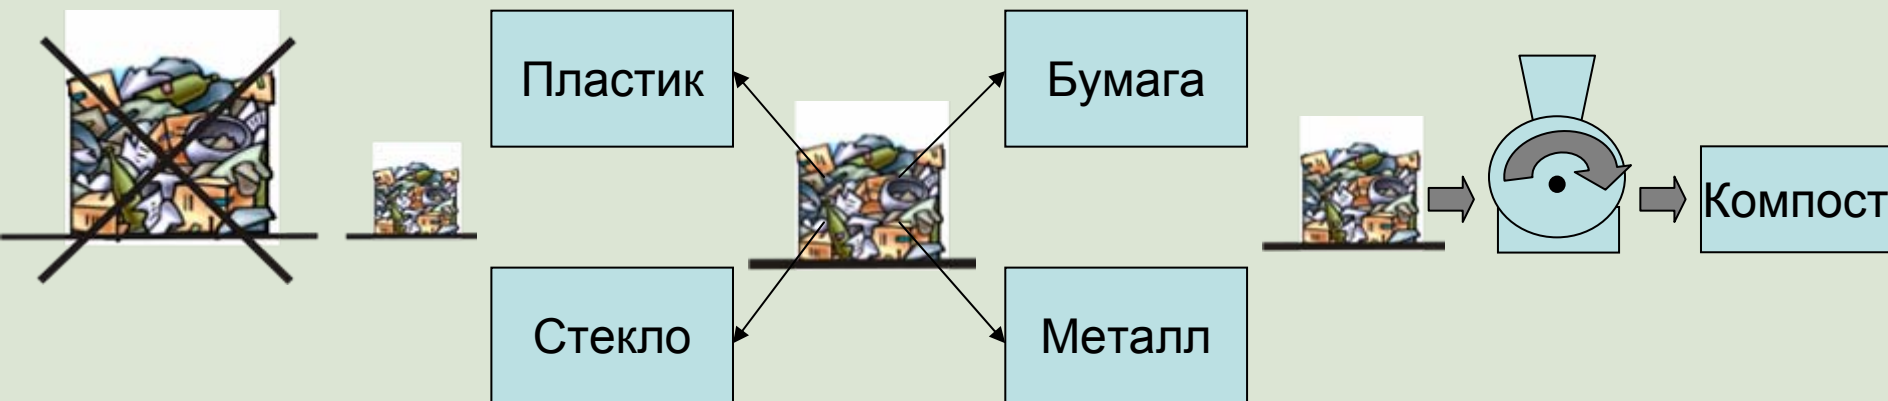 Пластик
Бумага
Компост
Стекло
Металл